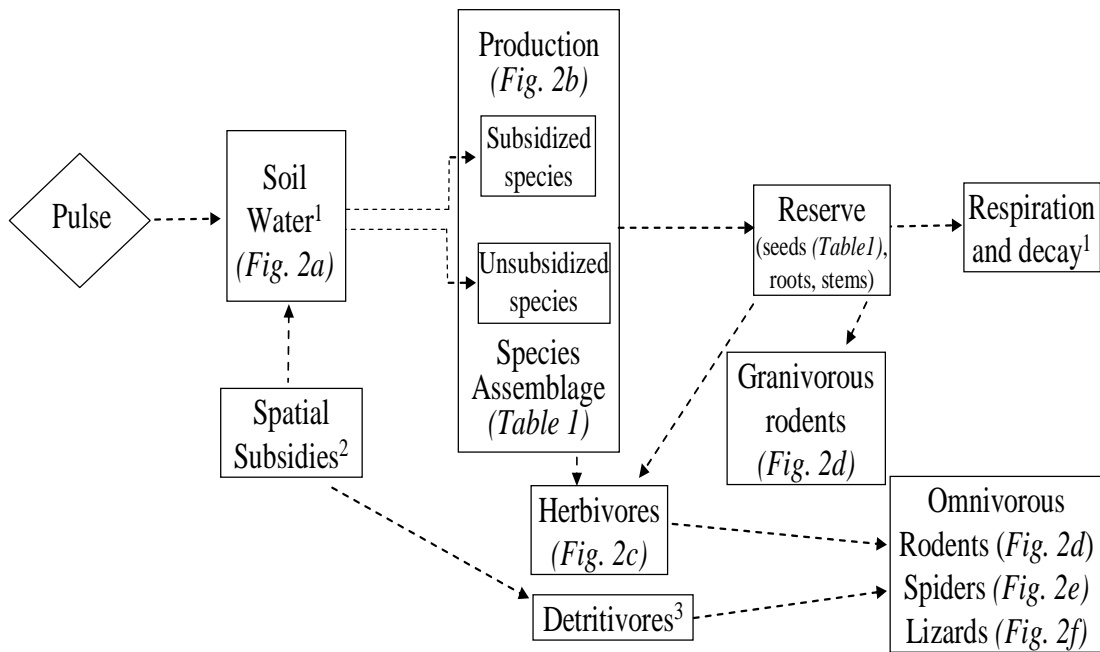 Pulse
Soil
Water¹
(Fig. 2a)
Production
(Fig. 2b)
Subsidized
species
Unsubsidized
species
Species
Assemblage
(Table 1)
Reserve
(seeds (Table1),
roots, stems)
Respiration
and decay¹
Spatial
Subsidies²
Granivorous
rodents
(Fig. 2d)
Herbivores
(Fig. 2c)
Detritivores³
Omnivorous
Rodents (Fig. 2d)
Spiders (Fig. 2e)
Lizards (Fig. 2f)